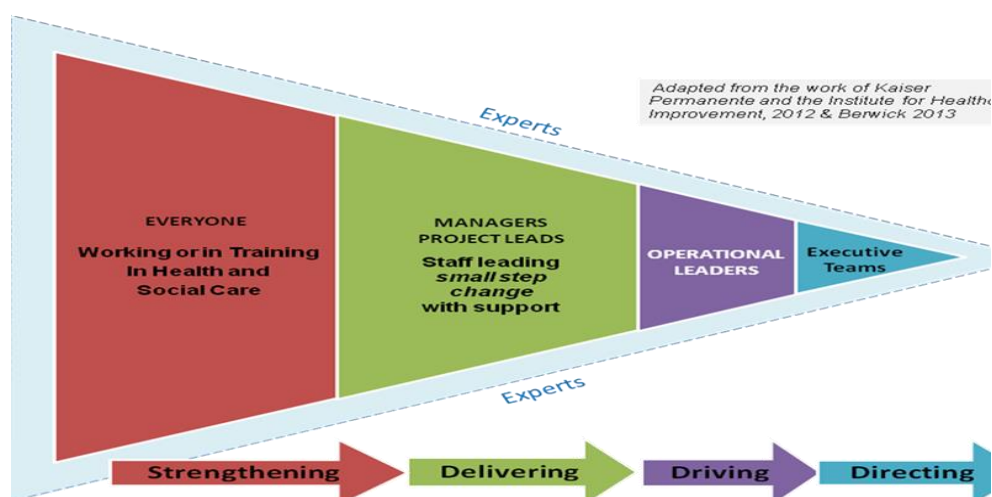 Adapted from the work of Kaiser
Permanente and the Institute for Healthc
Improvement, 2012 & Berwick 2013
Experts
EVERYONE
Working or in Training
In Health and
Social Care
MANAGERS
PROJECT LEADS
Staff leading
small step
change
with support
OPERATIONAL
LEADERS
Executive
Teams
Experts
Strengthening
Delivering
Driving
Directing